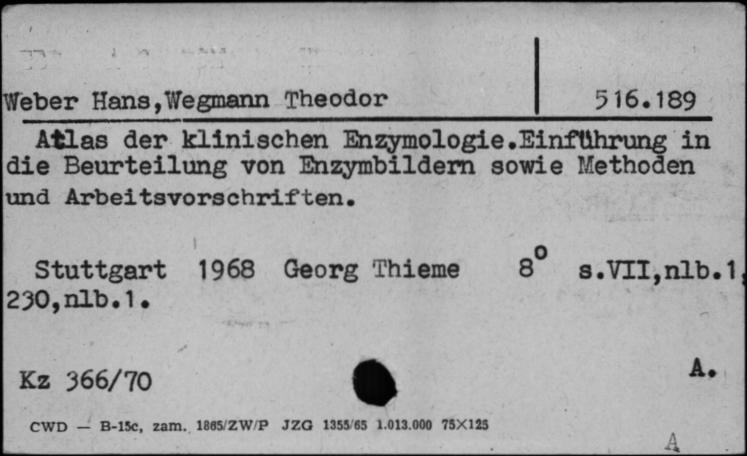 Weber Hans,Wegmann Theodor 516.189
Atlas der klinischen Enzymologie.Einführung in
die Beurteilung von Enzymbildern sowie Methoden
und Arbeitsvorschriften.
Stuttgart 1968 Georg Thieme 8⁰ s.VII,nlb.1,
230,nlb.1.
Kz 366/70 A.
CWD — B-15c, zam. 1865/ZW/P JZG 1355/65 1.013.000 75×125
A